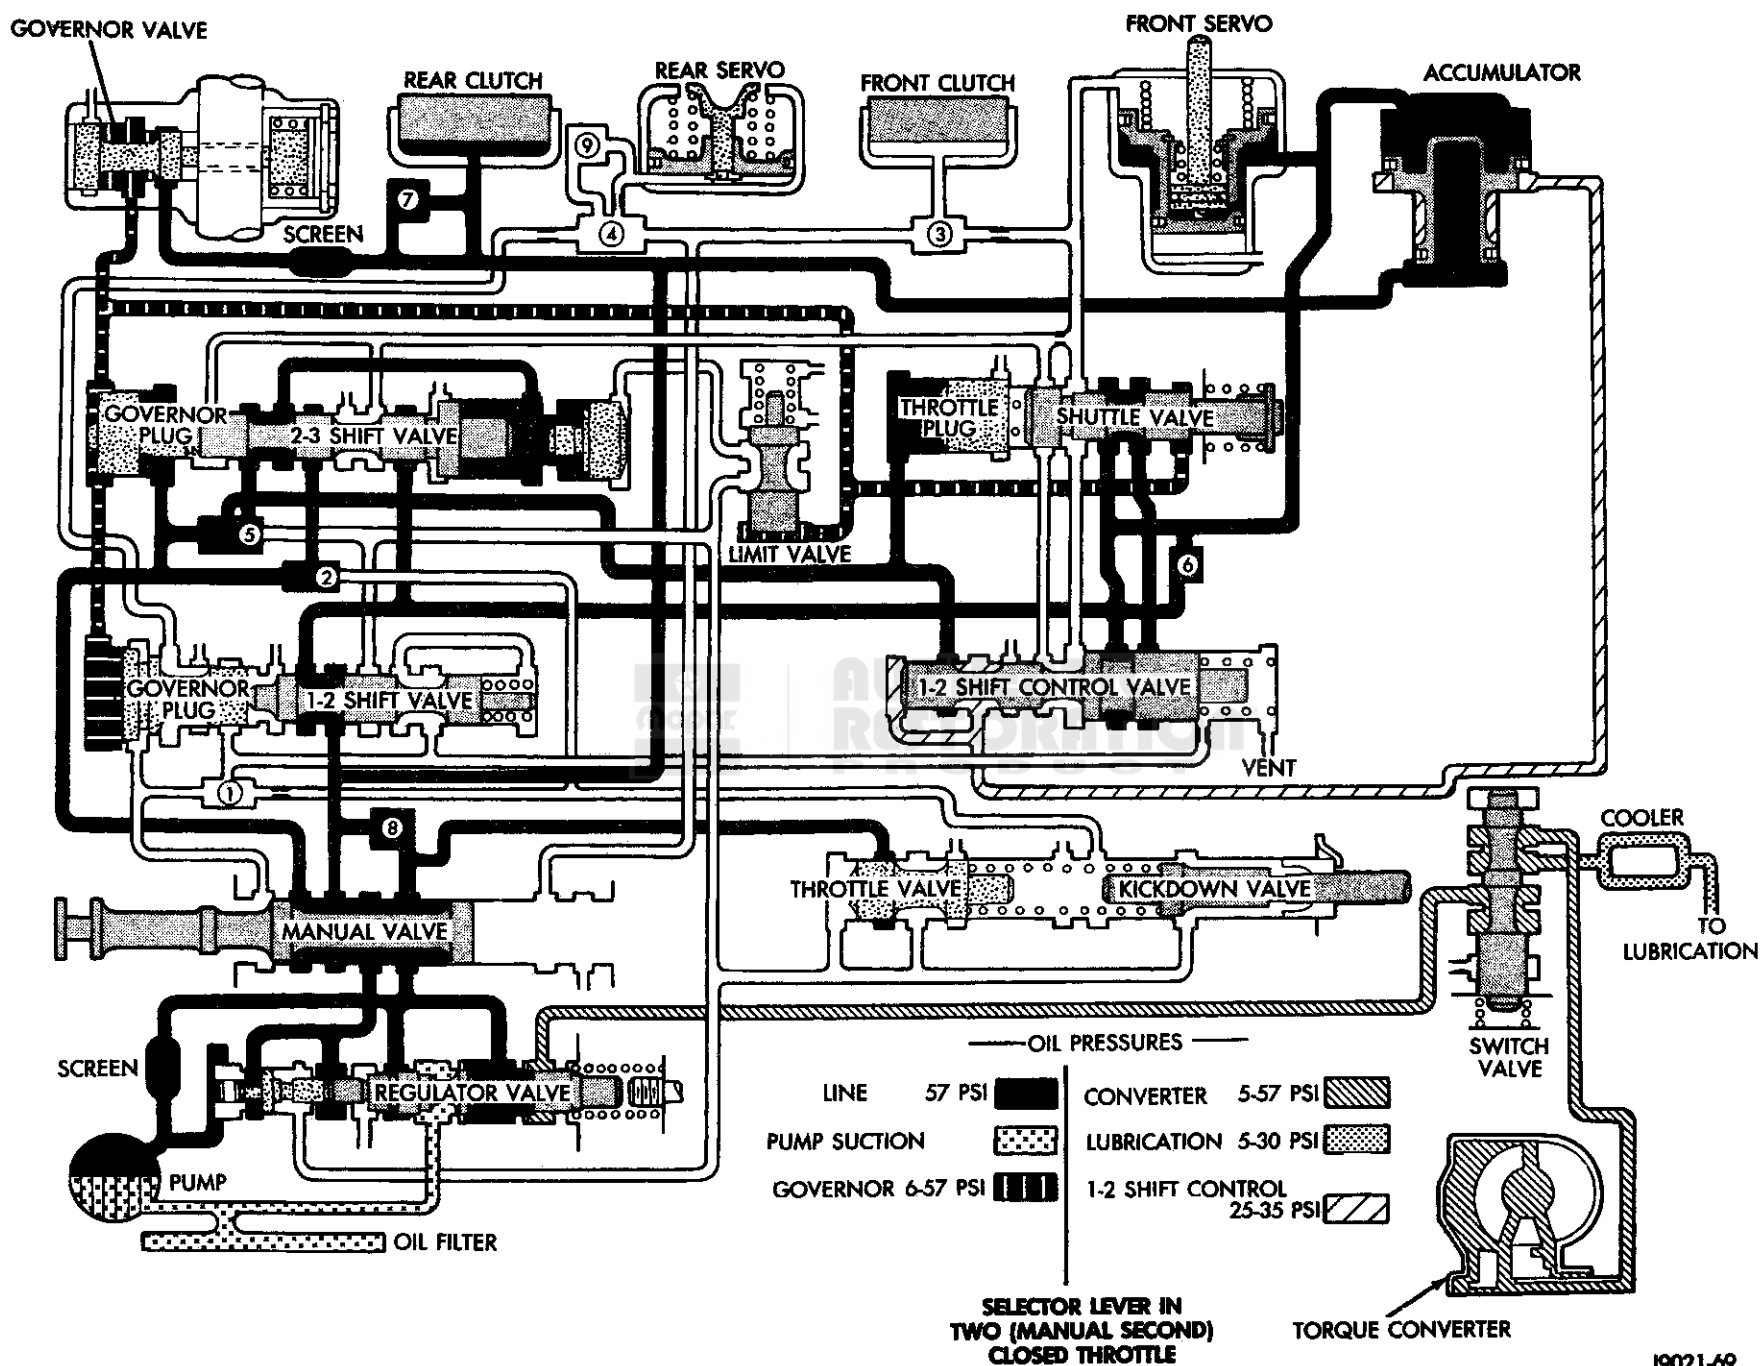 GOVERNOR VALVE
REAR CLUTCH
REAR SERVO
FRONT CLUTCH
FRONT SERVO
ACCUMULATOR
9
7
4
3
SCREEN
GOVERNOR
PLUG
2-3 SHIFT VALVE
THROTTLE
PLUG
SHUTTLE VALVE
5
LIMIT VALVE
2
6
GOVERNOR
PLUG
1-2 SHIFT VALVE
1-2 SHIFT CONTROL VALVE
RESTORATION
PRODUCT
VENT
1
8
COOLER
THROTTLE VALVE
KICKDOWN VALVE
MANUAL VALVE
TO
LUBRICATION
SCREEN
REGULATOR VALVE
SWITCH
VALVE
OIL PRESSURES
LINE 57 PSI
CONVERTER 5-57 PSI
PUMP SUCTION
LUBRICATION 5-30 PSI
GOVERNOR 6-57 PSI
1-2 SHIFT CONTROL
25-35 PSI
PUMP
OIL FILTER
SELECTOR LEVER IN
TWO (MANUAL SECOND)
CLOSED THROTTLE
TORQUE CONVERTER
J9021-69